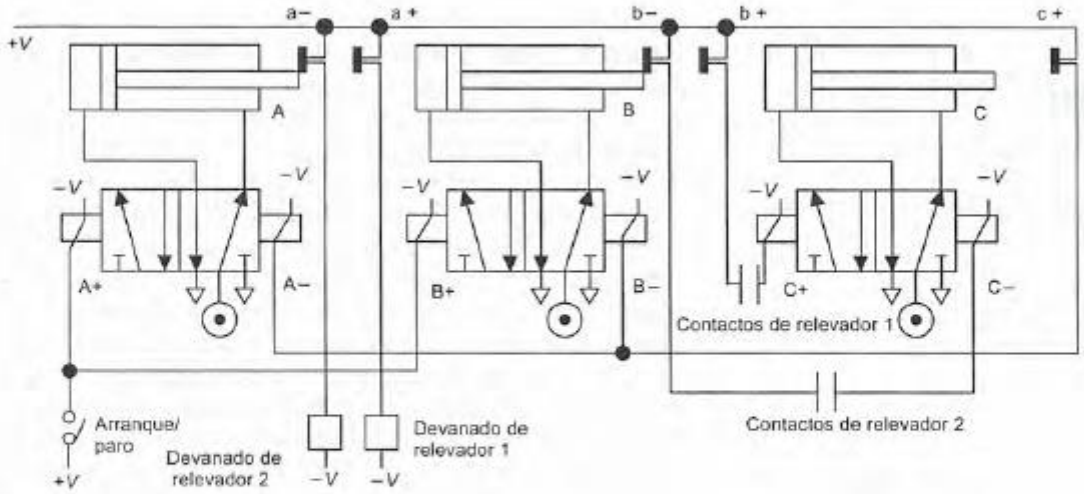 a– a+ b– b+ c+
+V
A B C
–V –V –V –V –V –V
A+ A– B+ B– C+ C–
Contactos de relevador 1
Arranque/
paro
Devanado de
relevador 2
Devanado de
relevador 1
Contactos de relevador 2
+V –V –V